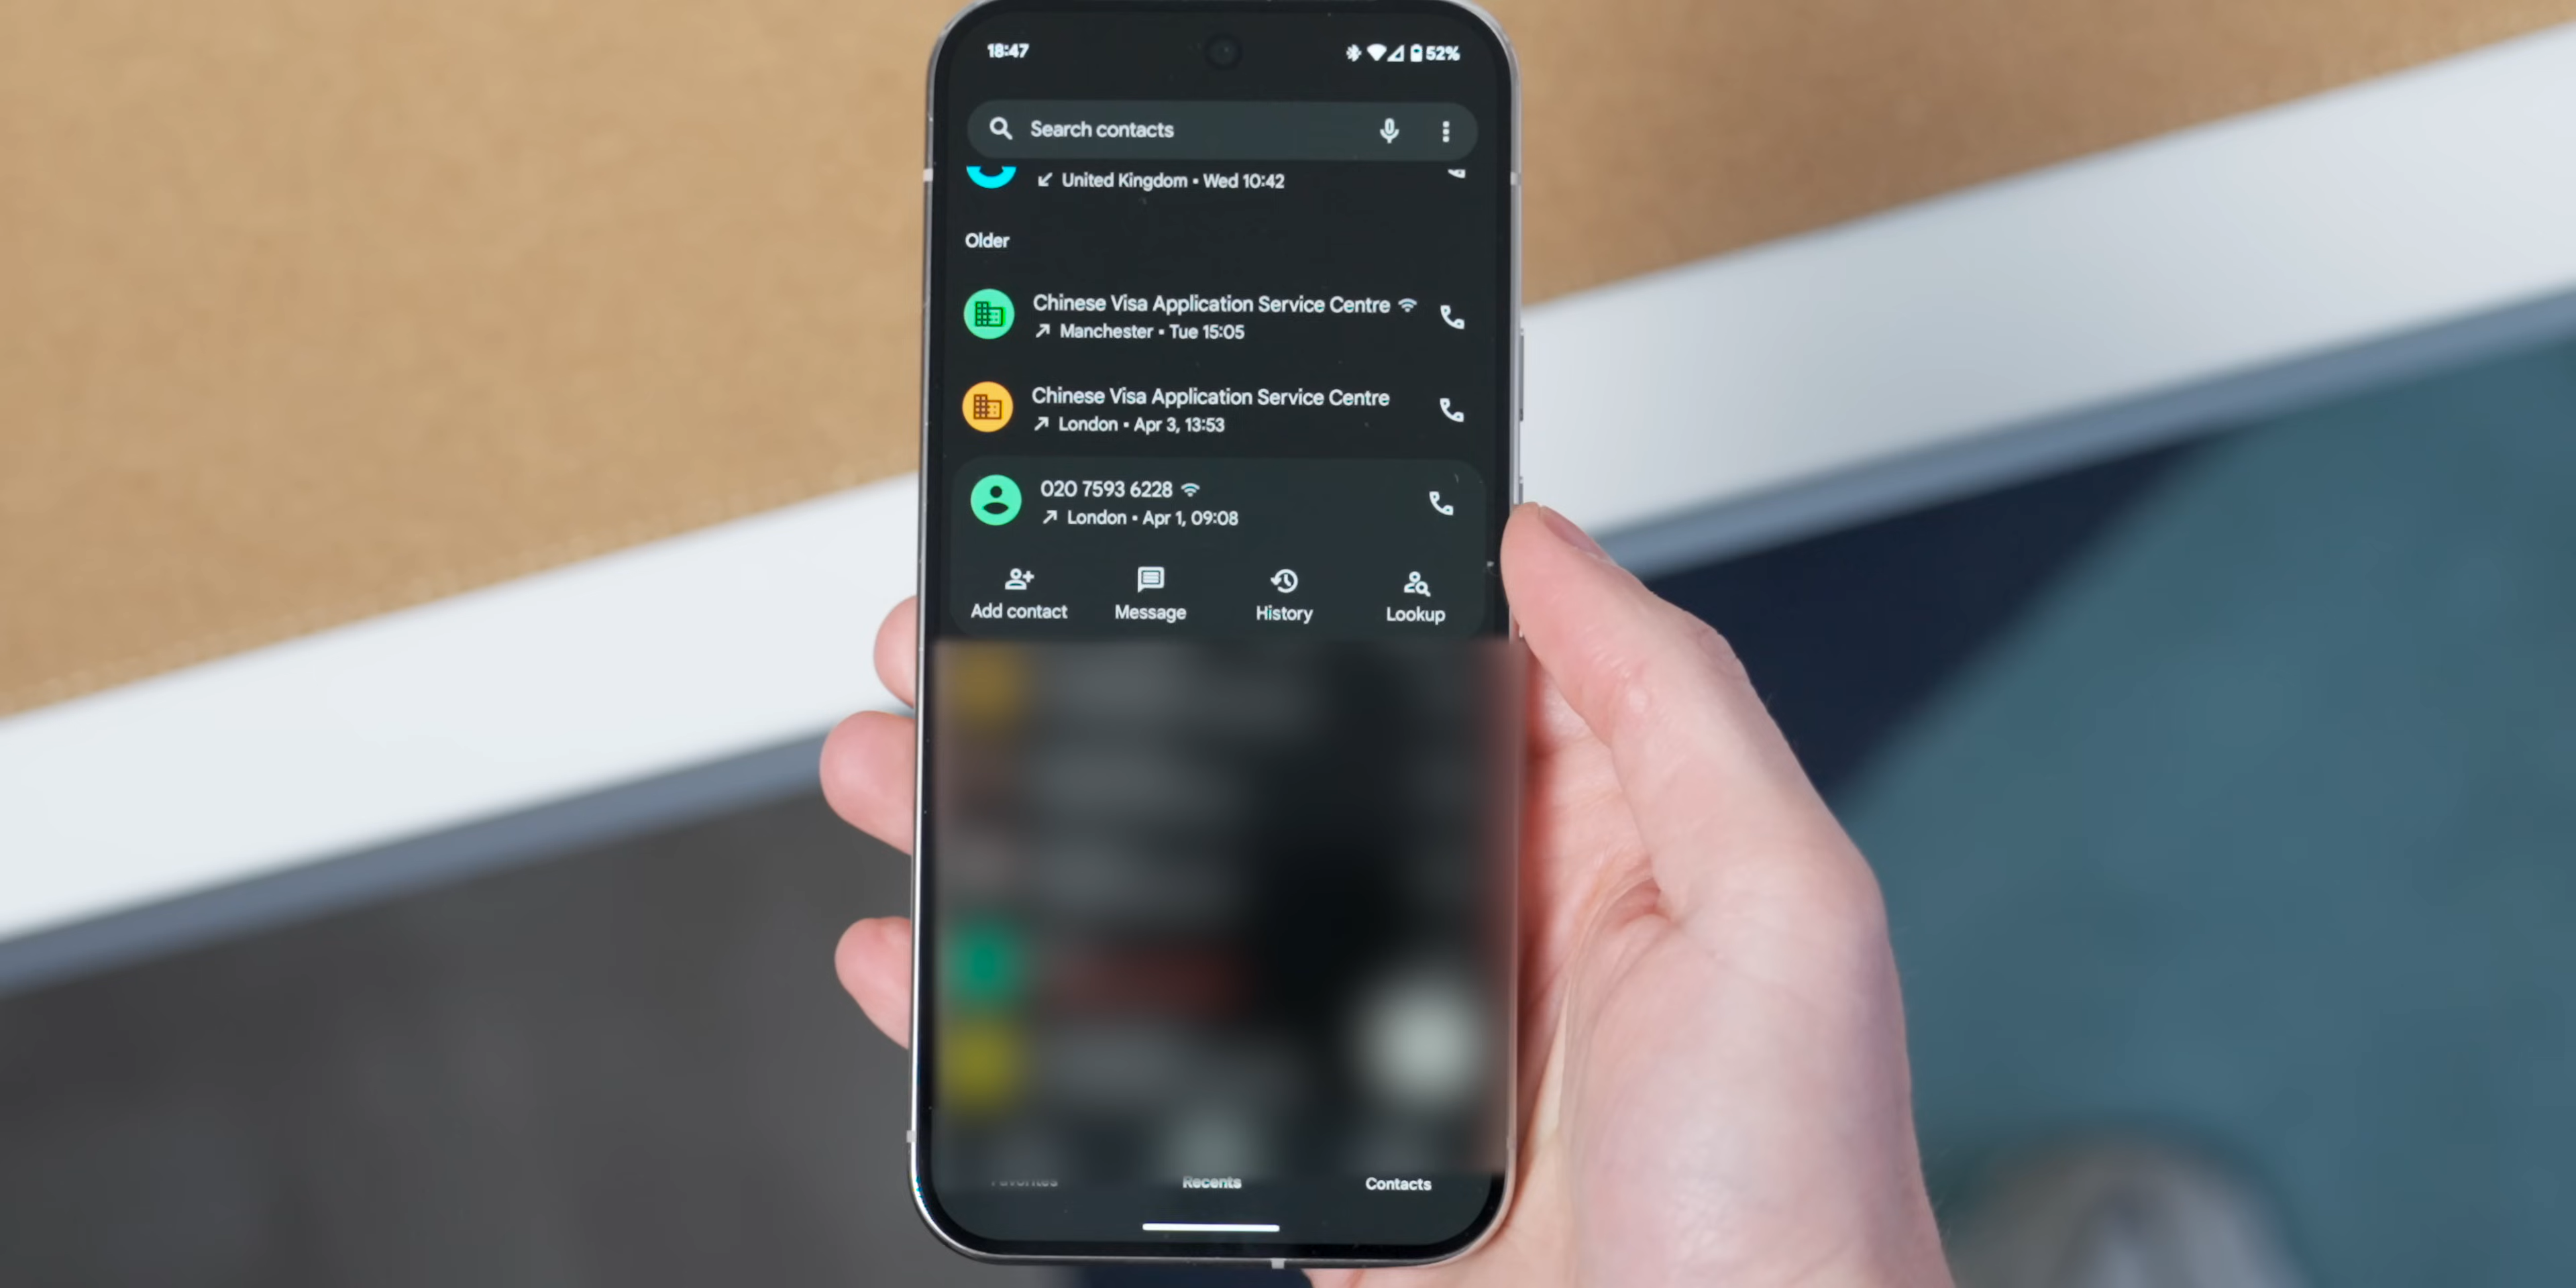 18:47
52%
Search contacts
United Kingdom • Wed 10:42
Older
Chinese Visa Application Service Centre
Manchester • Tue 15:05
Chinese Visa Application Service Centre
London • Apr 3, 13:53
020 7593 6228
London • Apr 1, 09:08
Add contact Message History Lookup
Favorites Recents Contacts